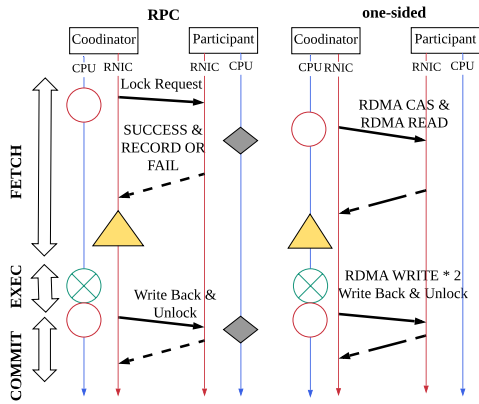 RPC
one-sided
Coodinator
Participant
Coordinator
Participant
CPU
RNIC
RNIC
CPU
CPU
RNIC
RNIC
CPU
Lock Request
RDMA CAS &
RDMA READ
SUCCESS &
RECORD OR
FAIL
FETCH
EXEC
RDMA WRITE * 2
Write Back & Unlock
Write Back &
Unlock
COMMIT